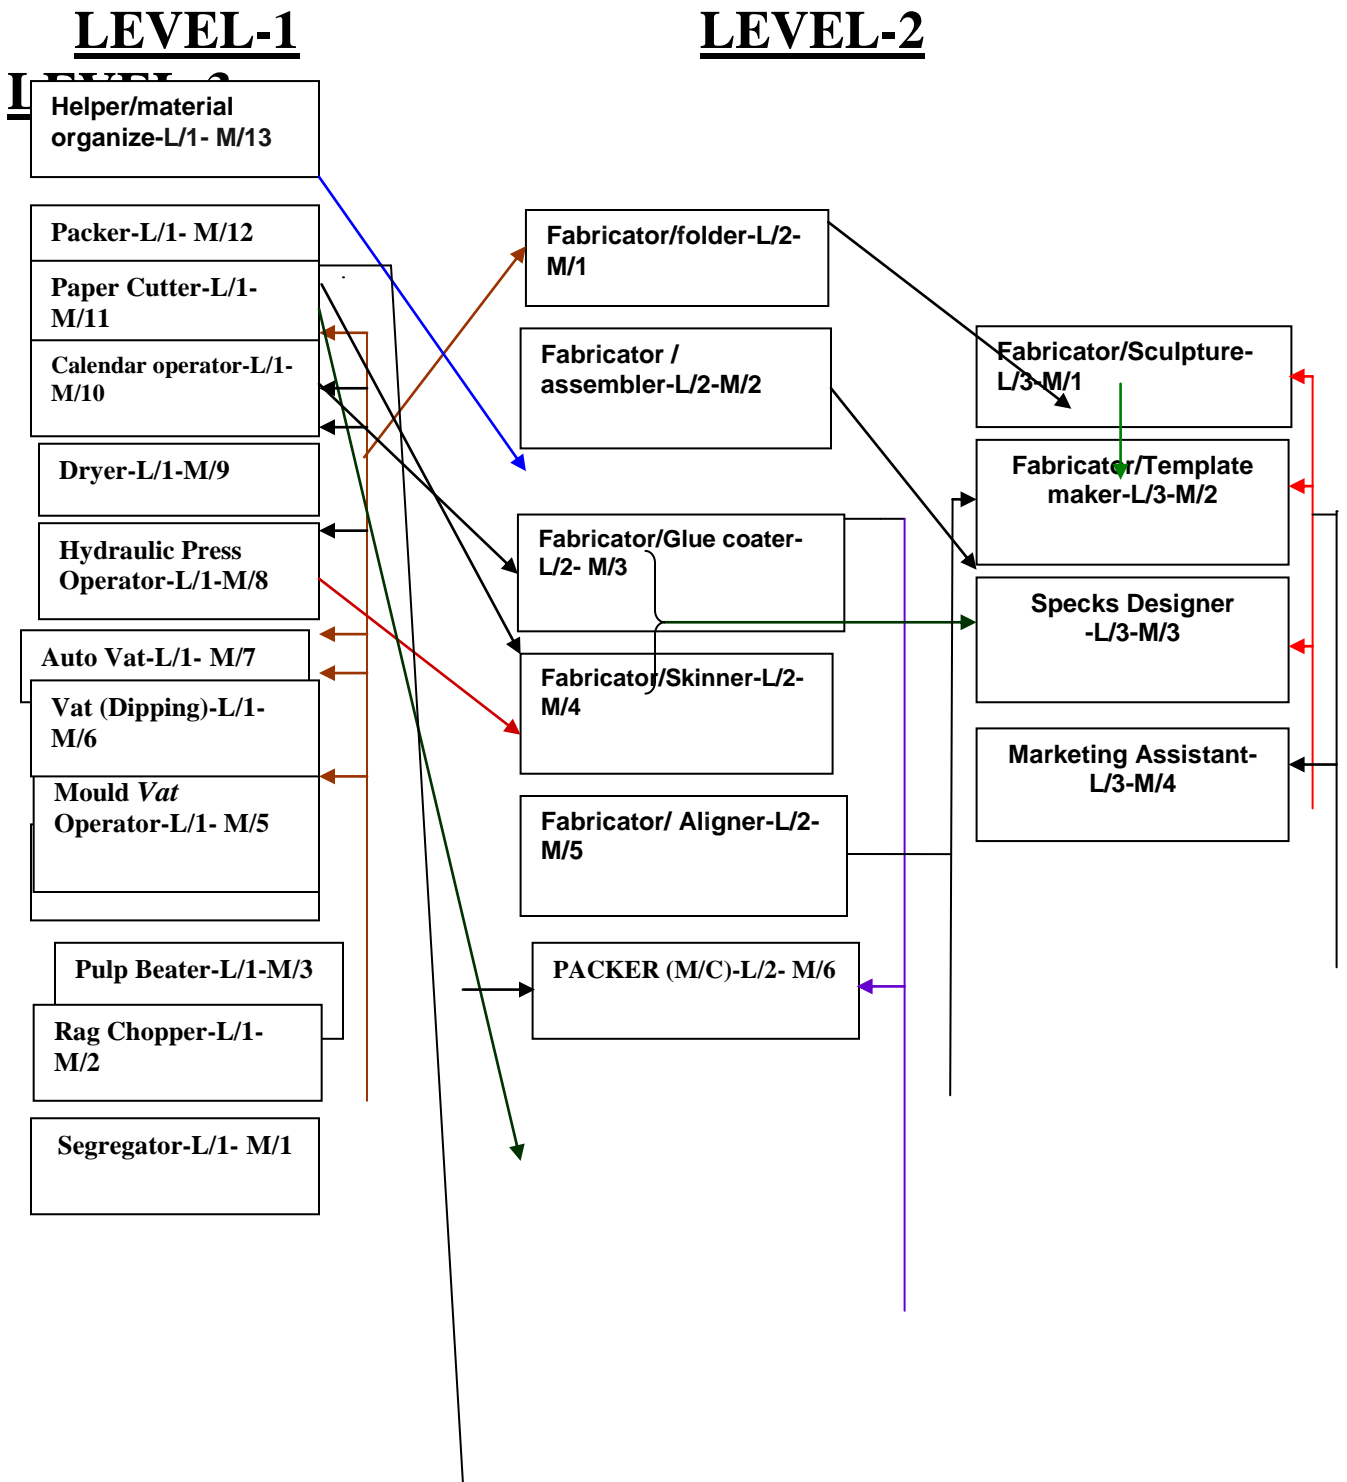 LEVEL-1
LEVEL-2
Helper/material
organize-L/1- M/13
Packer-L/1- M/12
Paper Cutter-L/1-
M/11
Calendar operator-L/1-
M/10
Dryer-L/1-M/9
Hydraulic Press
Operator-L/1-M/8
Auto Vat-L/1- M/7
Vat (Dipping)-L/1-
M/6
Mould Vat
Operator-L/1- M/5
Pulp Beater-L/1-M/3
Rag Chopper-L/1-
M/2
Segregator-L/1- M/1
Fabricator/folder-L/2-
M/1
Fabricator /
assembler-L/2-M/2
Fabricator/Glue coater-
L/2- M/3
Fabricator/Skinner-L/2-
M/4
Fabricator/ Aligner-L/2-
M/5
PACKER (M/C)-L/2- M/6
Fabricator/Sculpture-
L/3-M/1
Fabricator/Template
maker-L/3-M/2
Specks Designer
-L/3-M/3
Marketing Assistant-
L/3-M/4